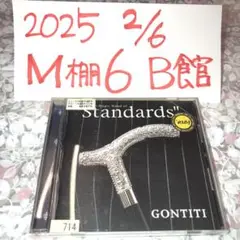 2025 2/6
M棚6 B館
Standards"
GONTITI
714